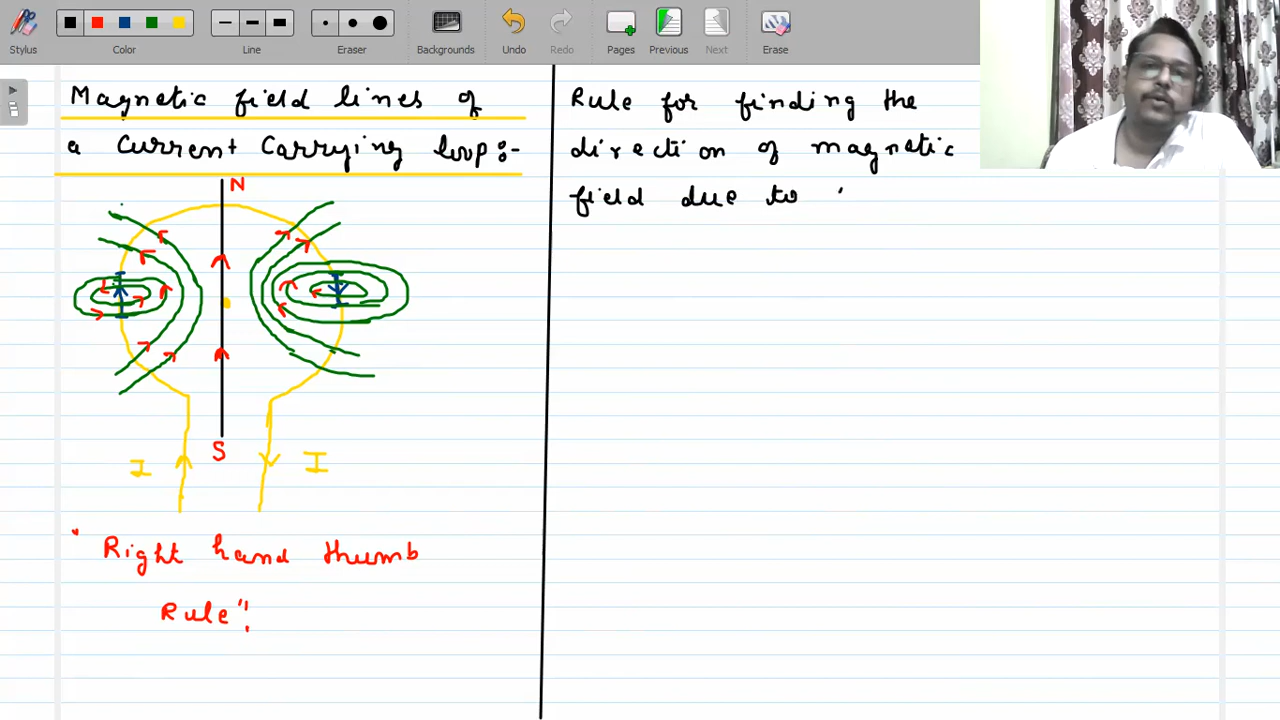 Stylus
Color
Line
Eraser
Backgrounds
Undo
Redo
Pages
Previous
Next
Erase
Magnetic field lines of
a Current Carrying loop:-
N
S
I
I
"Right hand thumb
Rule":
Rule for finding the
direction of magnetic
field due to